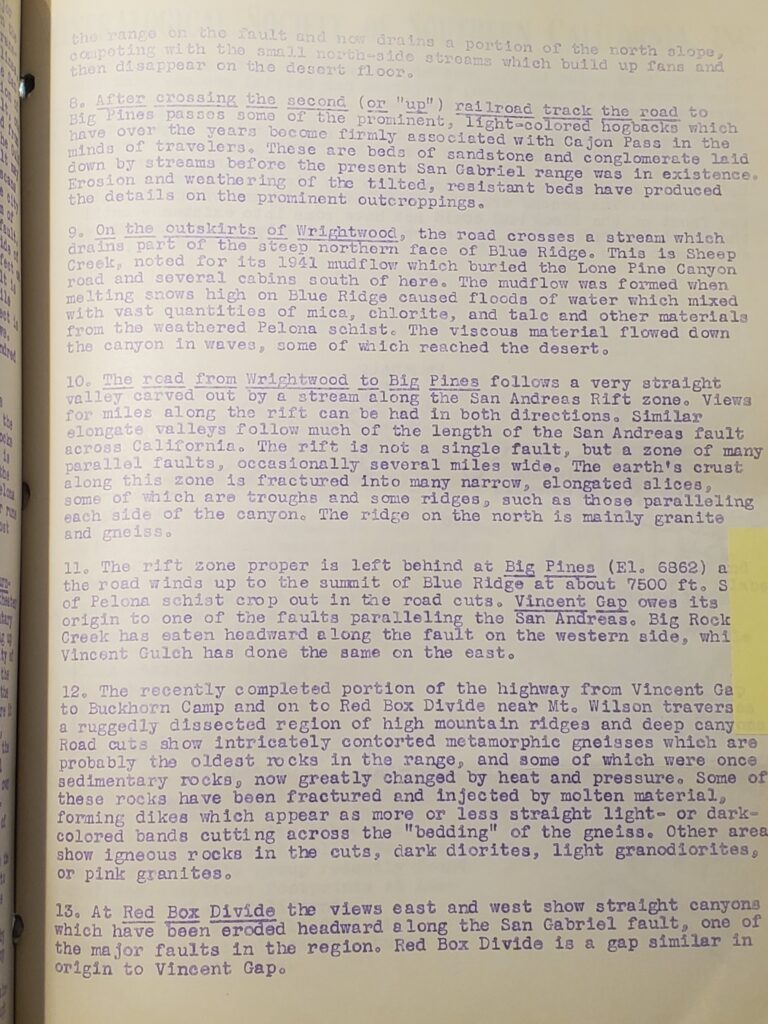 the range on the fault and now drains a portion of the north slope,
competing with the small north-side streams which build up fans and
then disappear on the desert floor.
8. After crossing the second (or "up") railroad track the road to
Big Pines passes some of the prominent, light-colored hogbacks which
have over the years become firmly associated with Cajon Pass in the
minds of travelers. These are beds of sandstone and conglomerate laid
down by streams before the present San Gabriel range was in existence.
Erosion and weathering of the tilted, resistant beds have produced
the details on the prominent outcroppings.
9. On the outskirts of Wrightwood, the road crosses a stream which
drains part of the steep northern face of Blue Ridge. This is Sheep
Creek, noted for its 1941 mudflow which buried the Lone Pine Canyon
road and several cabins south of here. The mudflow was formed when
melting snows high on Blue Ridge caused floods of water which mixed
with vast quantities of mica, chlorite, and talc and other materials
from the weathered Pelona schist. The viscous material flowed down
the canyon in waves, some of which reached the desert.
10. The road from Wrightwood to Big Pines follows a very straight
valley carved out by a stream along the San Andreas Rift zone. Views
for miles along the rift can be had in both directions. Similar
elongate valleys follow much of the length of the San Andreas fault
across California. The rift is not a single fault, but a zone of many
parallel faults, occasionally several miles wide. The earth's crust
along this zone is fractured into many narrow, elongated slices,
some of which are troughs and some ridges, such as those paralleling
each side of the canyon. The ridge on the north is mainly granite
and gneiss.
11. The rift zone proper is left behind at Big Pines (El. 6862) a
the road winds up to the summit of Blue Ridge at about 7500 ft. S
of Pelona schist crop out in the road cuts. Vincent Gap owes its
origin to one of the faults paralleling the San Andreas. Big Rock
Creek has eaten headward along the fault on the western side, whi
Vincent Gulch has done the same on the east.
12. The recently completed portion of the highway from Vincent Ga
to Buckhorn Camp and on to Red Box Divide near Mt. Wilson travers
a ruggedly dissected region of high mountain ridges and deep cany
Road cuts show intricately contorted metamorphic gneisses which are
probably the oldest rocks in the range, and some of which were once
sedimentary rocks, now greatly changed by heat and pressure. Some of
these rocks have been fractured and injected by molten material,
forming dikes which appear as more or less straight light- or dark-
colored bands cutting across the "bedding" of the gneiss. Other area
show igneous rocks in the cuts, dark diorites, light granodiorites,
or pink granites.
13. At Red Box Divide the views east and west show straight canyons
which have been eroded headward along the San Gabriel fault, one of
the major faults in the region. Red Box Divide is a gap similar in
origin to Vincent Gap.